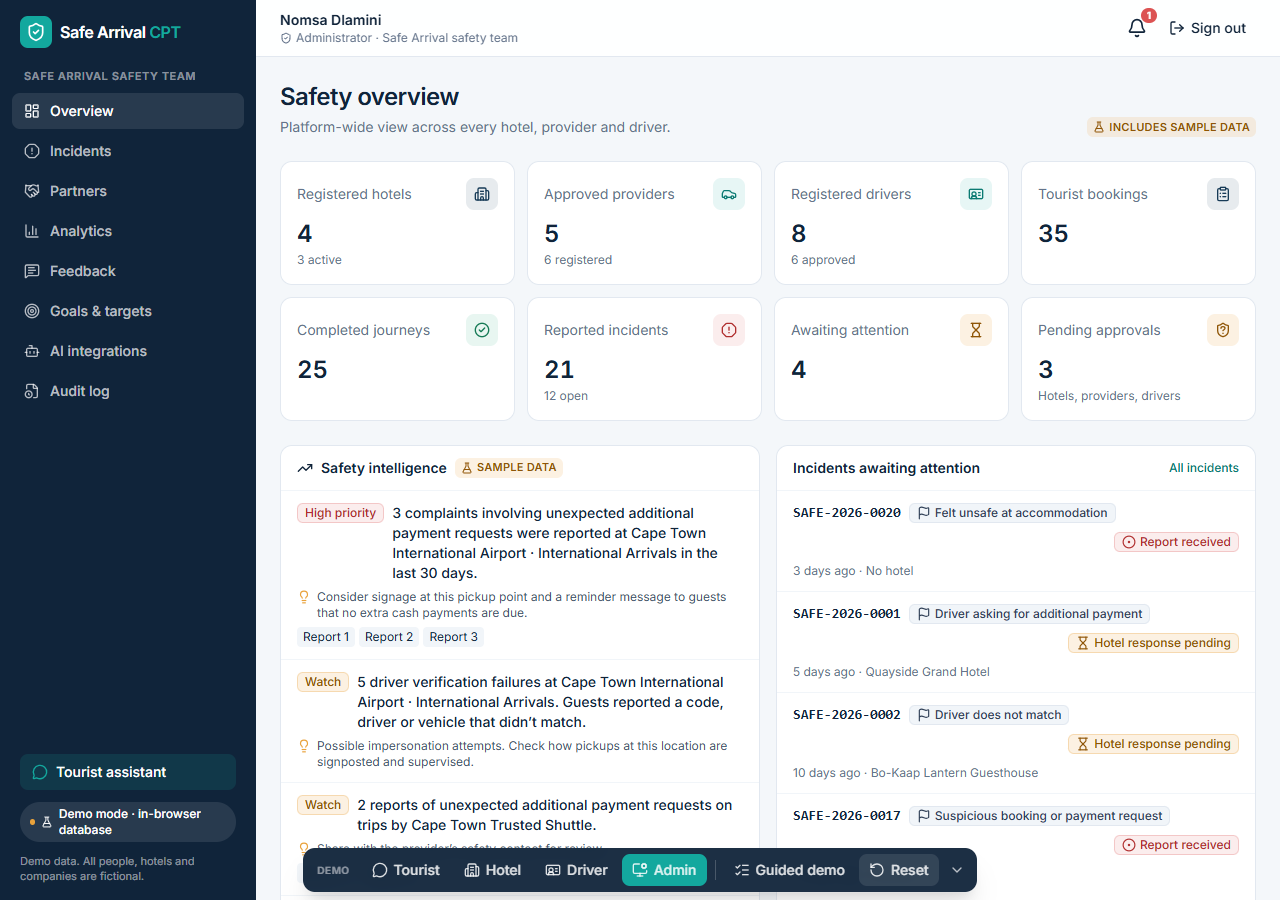 Safe Arrival CPT
SAFE ARRIVAL SAFETY TEAM
Overview
Incidents
Partners
Analytics
Feedback
Goals & targets
AI integrations
Audit log
Tourist assistant
Demo mode · in-browser
database
Demo data. All people, hotels and
companies are fictional.
Nomsa Dlamini
Administrator · Safe Arrival safety team
1
Sign out
Safety overview
Platform-wide view across every hotel, provider and driver.
INCLUDES SAMPLE DATA
Registered hotels
4
3 active
Approved providers
5
6 registered
Registered drivers
8
6 approved
Tourist bookings
35
Completed journeys
25
Reported incidents
21
12 open
Awaiting attention
4
Pending approvals
3
Hotels, providers, drivers
Safety intelligence
SAMPLE DATA
High priority
3 complaints involving unexpected additional
payment requests were reported at Cape Town
International Airport · International Arrivals in the
last 30 days.
Consider signage at this pickup point and a reminder message to guests
that no extra cash payments are due.
Report 1 Report 2 Report 3
Watch
5 driver verification failures at Cape Town International
Airport · International Arrivals. Guests reported a code,
driver or vehicle that didn’t match.
Possible impersonation attempts. Check how pickups at this location are
signposted and supervised.
Watch
2 reports of unexpected additional payment requests on
trips by Cape Town Trusted Shuttle.
Share with the provider's safety contact for review.
Incidents awaiting attention
All incidents
SAFE-2026-0020 Felt unsafe at accommodation
Report received
3 days ago · No hotel
SAFE-2026-0001 Driver asking for additional payment
Hotel response pending
5 days ago · Quayside Grand Hotel
SAFE-2026-0002 Driver does not match
Hotel response pending
10 days ago · Bo-Kaap Lantern Guesthouse
SAFE-2026-0017 Suspicious booking or payment request
Report received
DEMO Tourist Hotel Driver Admin Guided demo Reset